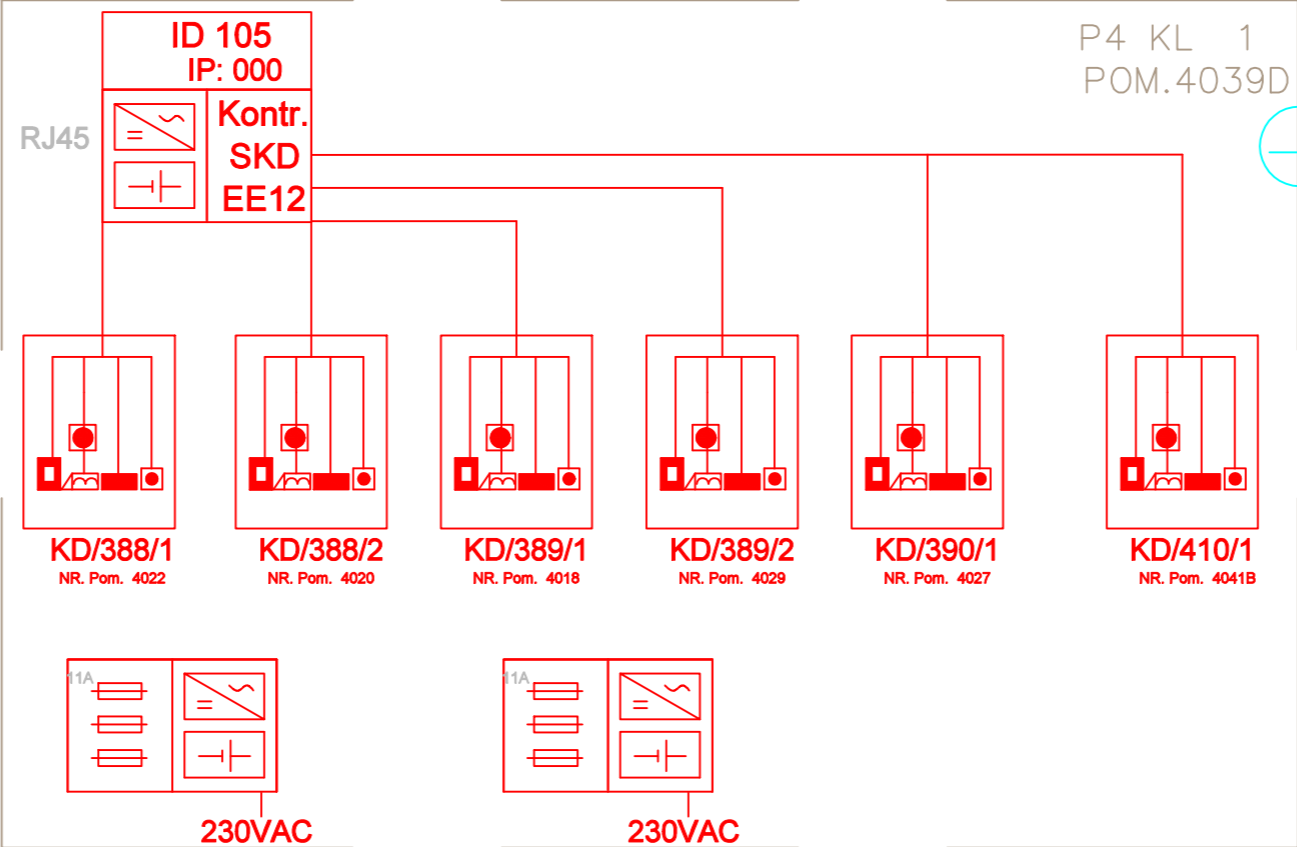 ID 105
IP: 000
P4 KL 1
POM.4039D
RJ45
Kontr.
SKD
EE12
KD/388/1
NR. Pom. 4022
KD/388/2
NR. Pom. 4020
KD/389/1
NR. Pom. 4018
KD/389/2
NR. Pom. 4029
KD/390/1
NR. Pom. 4027
KD/410/1
NR. Pom. 4041B
11A
11A
230VAC
230VAC